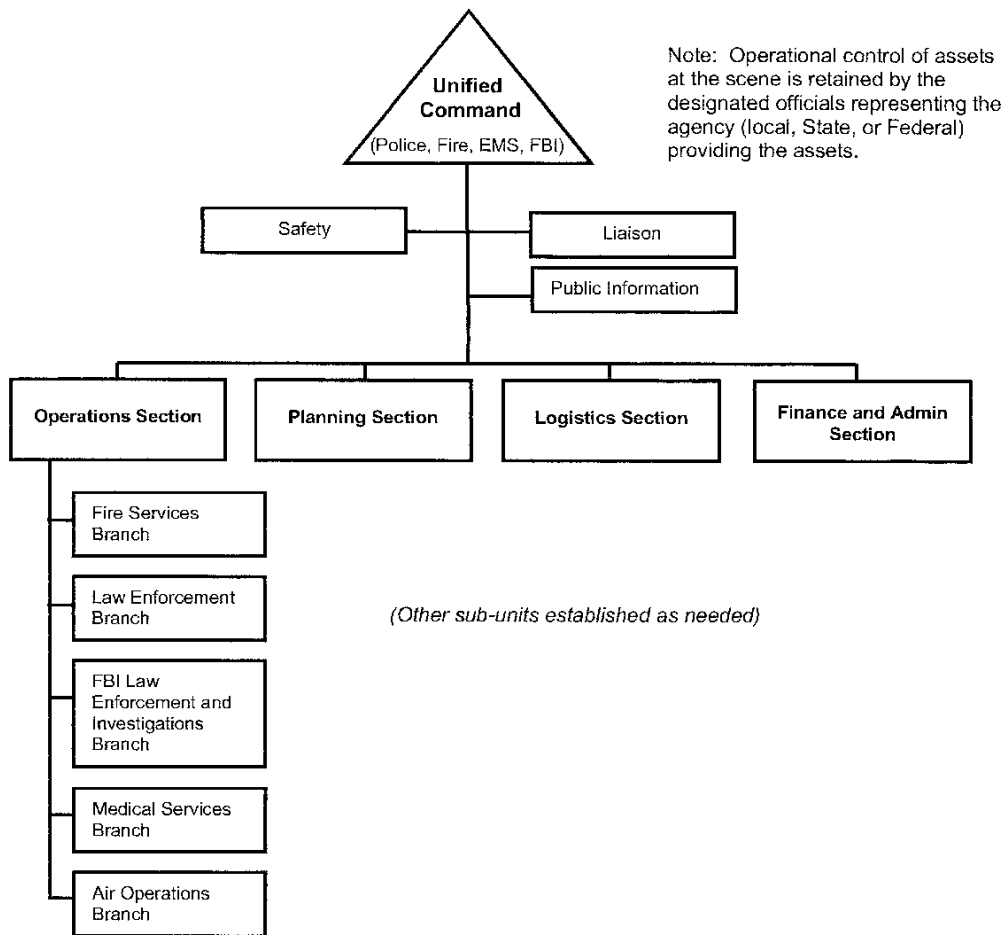 Unified
Command
(Police, Fire, EMS, FBI)
Note: Operational control of assets
at the scene is retained by the
designated officials representing the
agency (local, State, or Federal)
providing the assets.
Safety
Liaison
Public Information
Operations Section
Planning Section
Logistics Section
Finance and Admin
Section
Fire Services
Branch
Law Enforcement
Branch
(Other sub-units established as needed)
FBI Law
Enforcement and
Investigations
Branch
Medical Services
Branch
Air Operations
Branch